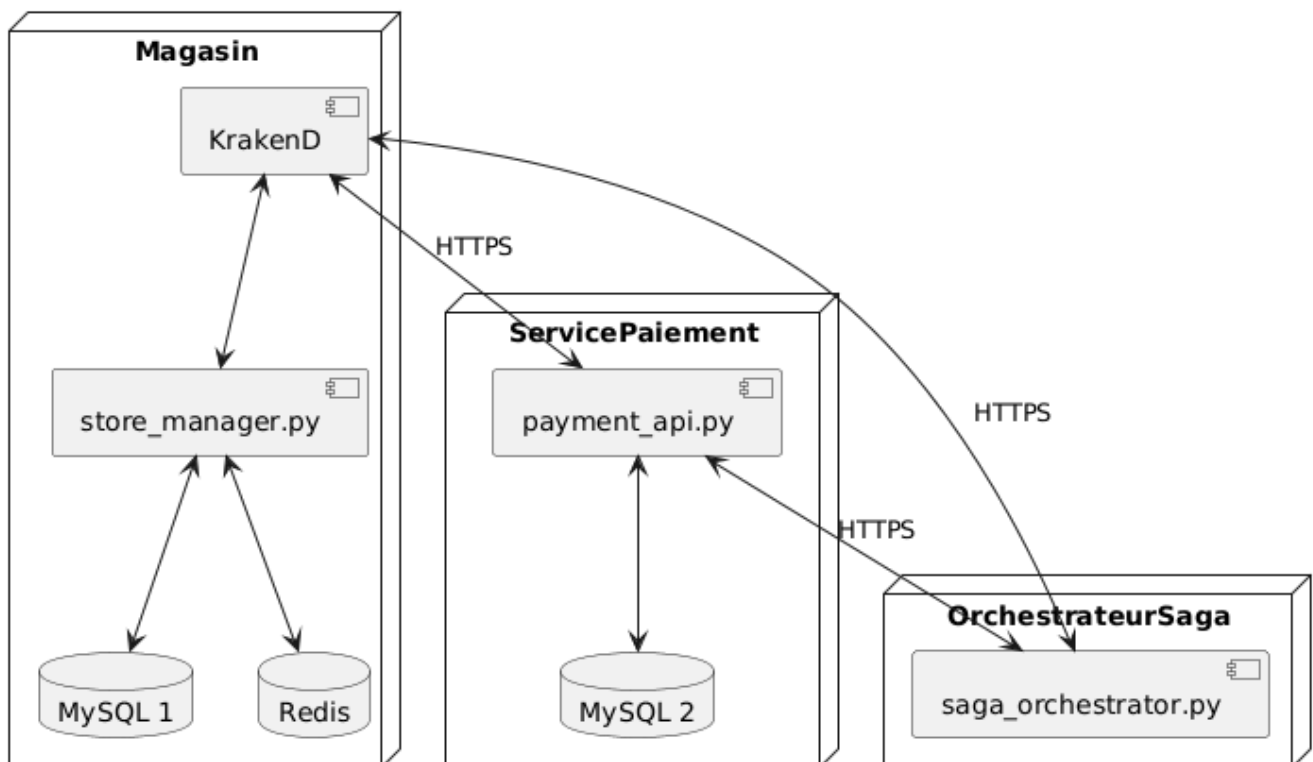 Magasin
KrakenD
HTTPS
ServicePaiement
store_manager.py
payment_api.py
HTTPS
HTTPS
OrchestrateurSaga
MySQL 1
Redis
MySQL 2
saga_orchestrator.py